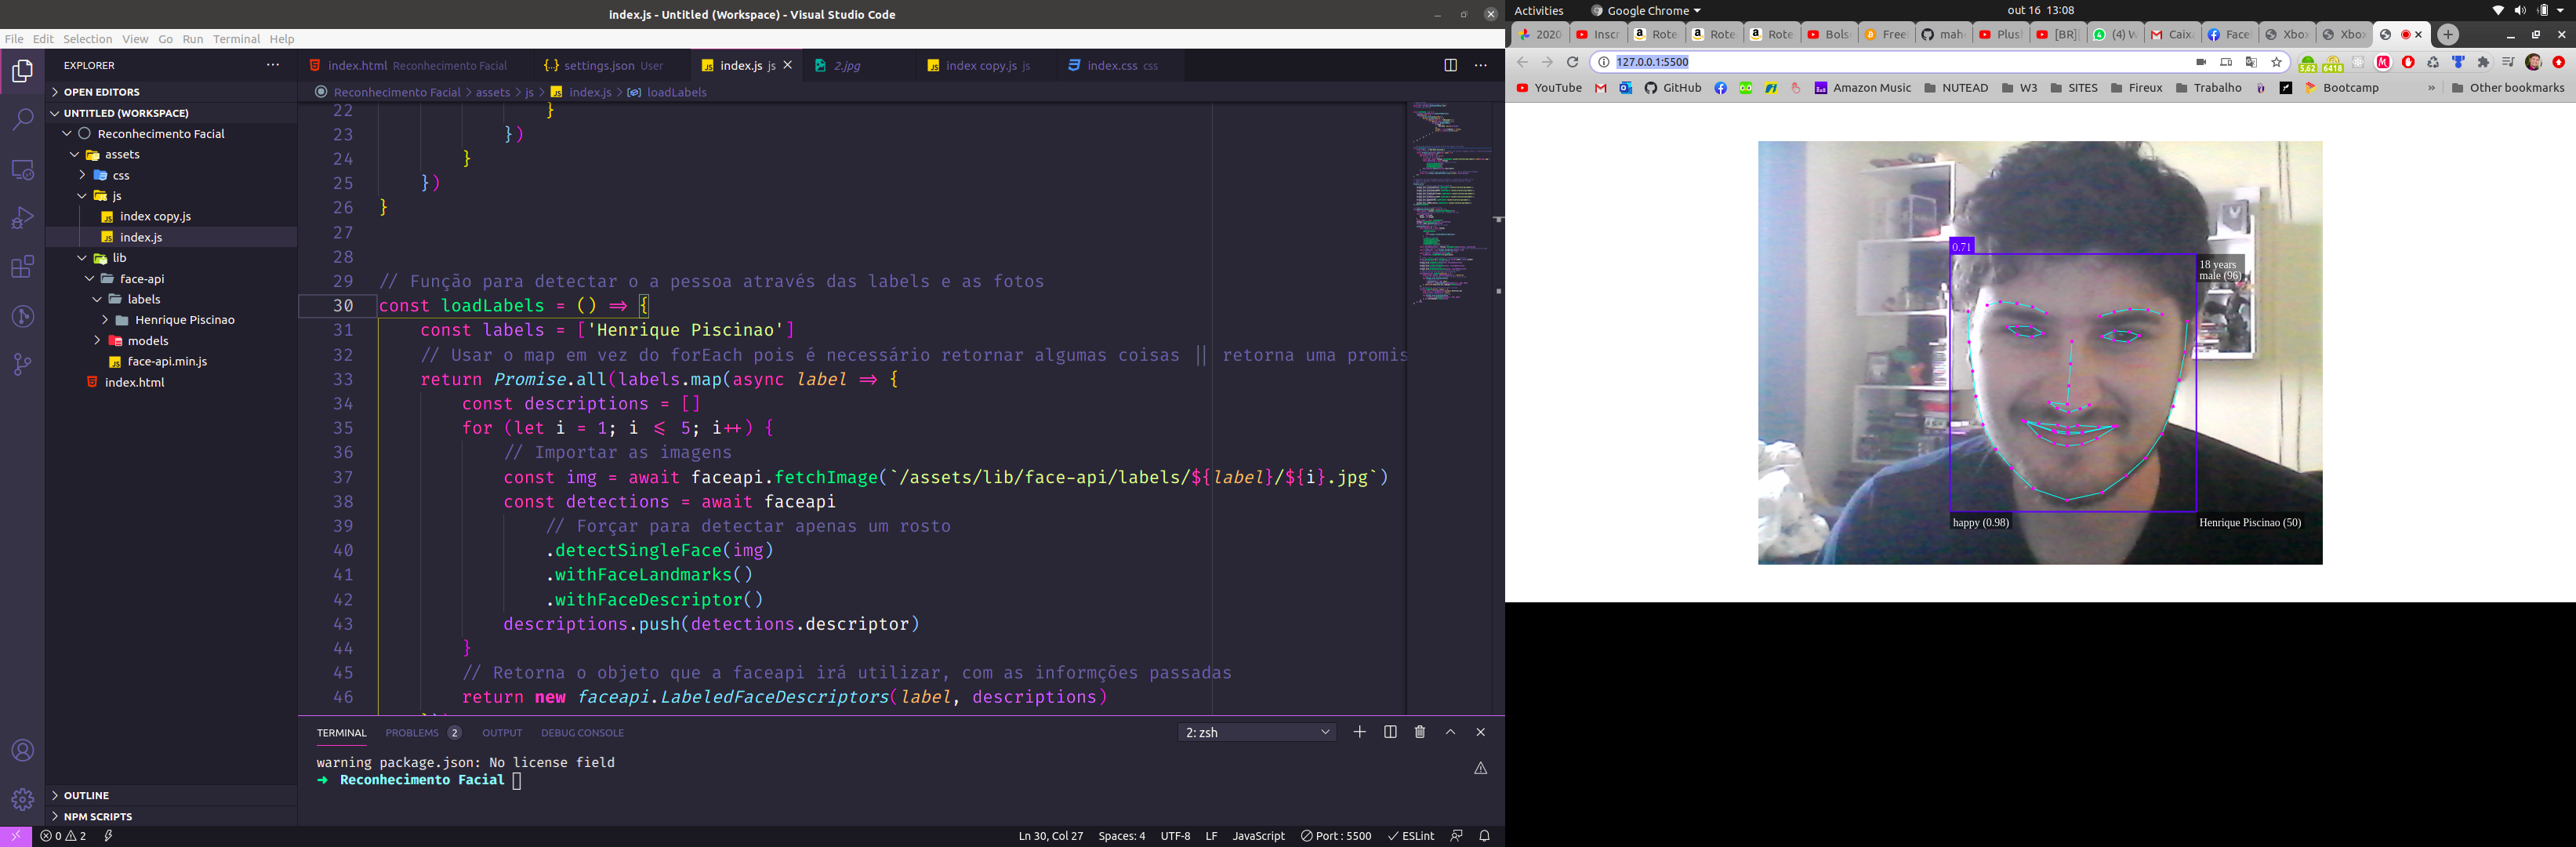 index.js - Untitled (Workspace) - Visual Studio Code
File Edit Selection View Go Run Terminal Help
EXPLORER
OPEN EDITORS
UNTITLED (WORKSPACE)
Reconhecimento Facial
assets
css
js
index copy.js
index.js
lib
face-api
labels
Henrique Piscinao
models
face-api.min.js
index.html
OUTLINE
NPM SCRIPTS
index.html Reconhecimento Facial
settings.json User
index.js js
2.jpg
index copy.js js
index.css css
Reconhecimento Facial > assets > js > index.js > loadLabels
22 }
23 })
24 }
25 })
26 }
27
28
29 // Função para detectar o a pessoa através das labels e as fotos
30 const loadLabels = () => {
31 const labels = ['Henrique Piscinao']
32 // Usar o map em vez do forEach pois é necessário retornar algumas coisas || retorna uma promis
33 return Promise.all(labels.map(async label => {
34 const descriptions = []
35 for (let i = 1; i <= 5; i++) {
36 // Importar as imagens
37 const img = await faceapi.fetchImage(`/assets/lib/face-api/labels/${label}/${i}.jpg`)
38 const detections = await faceapi
39 // Forçar para detectar apenas um rosto
40 .detectSingleFace(img)
41 .withFaceLandmarks()
42 .withFaceDescriptor()
43 descriptions.push(detections.descriptor)
44 }
45 // Retorna o objeto que a faceapi irá utilizar, com as informções passadas
46 return new faceapi.LabeledFaceDescriptors(label, descriptions)
TERMINAL PROBLEMS 2 OUTPUT DEBUG CONSOLE
2: zsh
warning package.json: No license field
➜ Reconhecimento Facial
0 2
Ln 30, Col 27 Spaces: 4 UTF-8 LF JavaScript Port : 5500 ESLint
Activities Google Chrome out 16 13:08
2020 Inscr Rote Rote Rote Bols Free mah Plus [BR] (4) W Caix Face Xbox Xbox
127.0.0.1:5500
5,62 6418
YouTube GitHub Amazon Music NUTEAD W3 SITES Fireux Trabalho Bootcamp » Other bookmarks
0.71
18 years
male (96)
happy (0.98)
Henrique Piscinao (50)